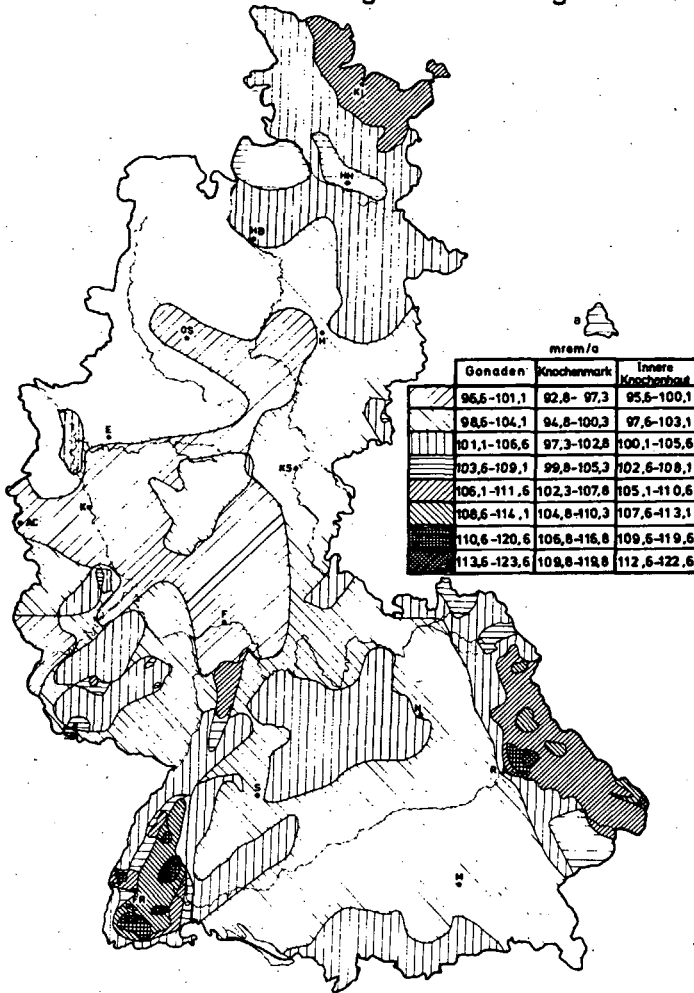 KI
HH
HB
OS
H
B
mrem/a
Gonaden Knochenmark Innere Knochenhaut
96,6-101,1 92,8- 97,3 95,6-100,1
98,6-104,1 94,8-100,3 97,6-103,1
101,1-106,6 97,3-102,8 100,1-105,6
103,6-109,1 99,8-105,3 102,6-108,1
106,1-111,6 102,3-107,8 105,1-110,6
108,6-114,1 104,8-110,3 107,6-113,1
110,6-120,6 106,8-116,8 109,6-119,6
113,6-123,6 109,8-119,8 112,6-122,6
E
KS
K
AC
F
N
R
S
M
FR